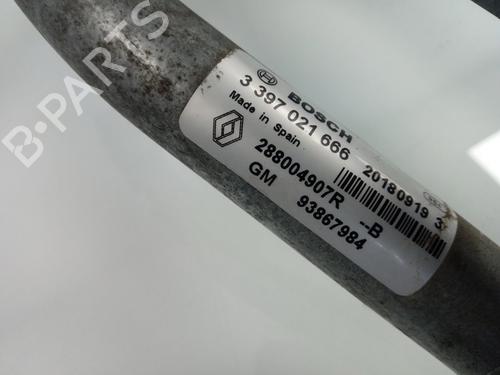 BOSCH
3 397 021 666
Made in Spain
20180919 3
288004907R --B
GM 93867984
B-PARTS